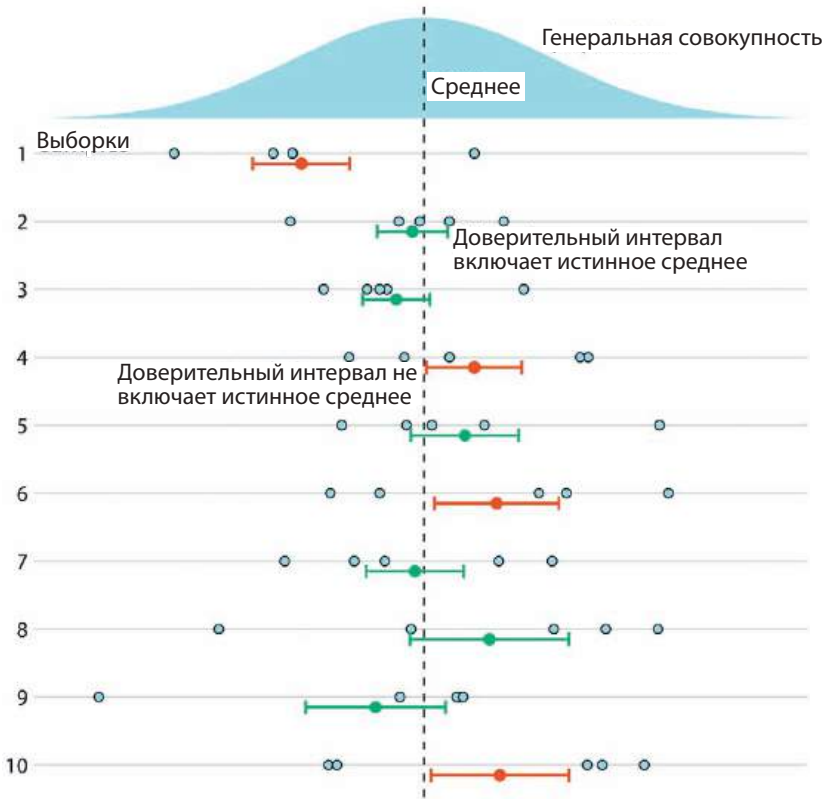 Генеральная совокупность
Среднее
Выборки
1
2
Доверительный интервал
включает истинное среднее
3
4
Доверительный интервал не
включает истинное среднее
5
6
7
8
9
10